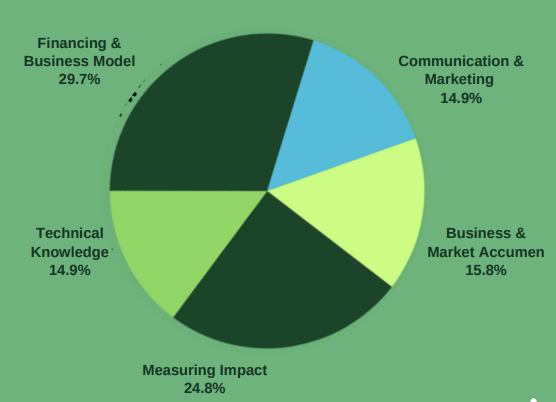 Financing &
Business Model
29.7%
Communication &
Marketing
14.9%
Technical
Knowledge
14.9%
Business &
Market Accumen
15.8%
Measuring Impact
24.8%